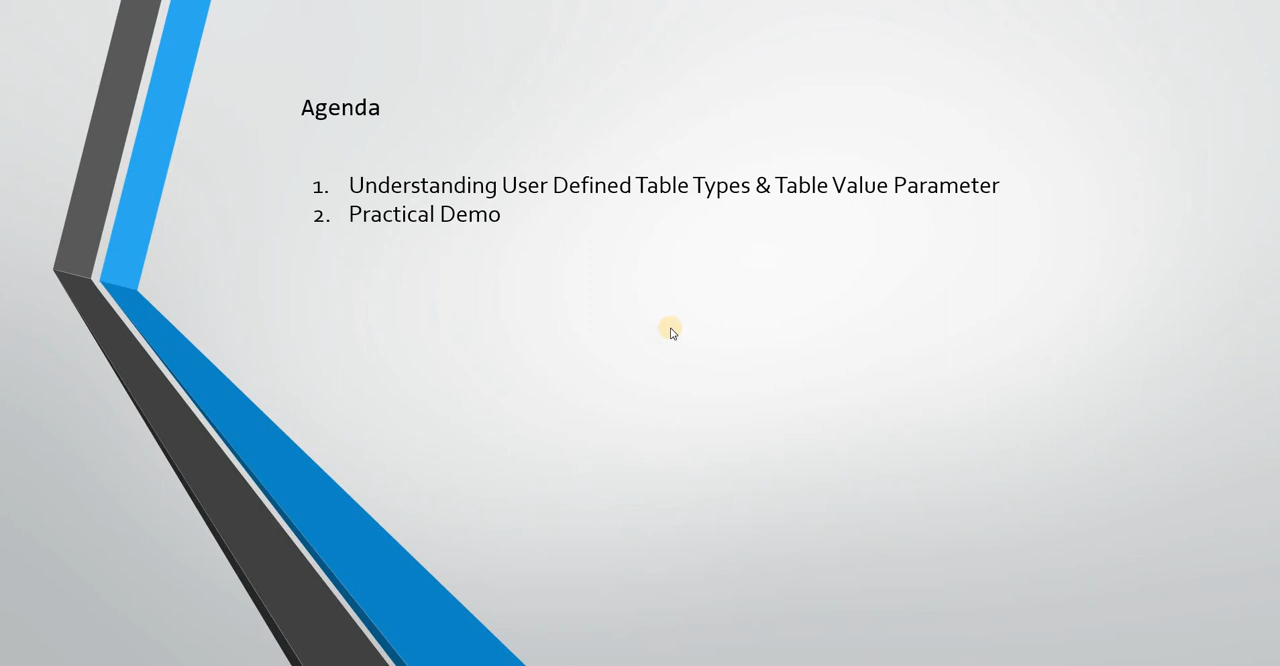 Agenda
1. Understanding User Defined Table Types & Table Value Parameter
2. Practical Demo